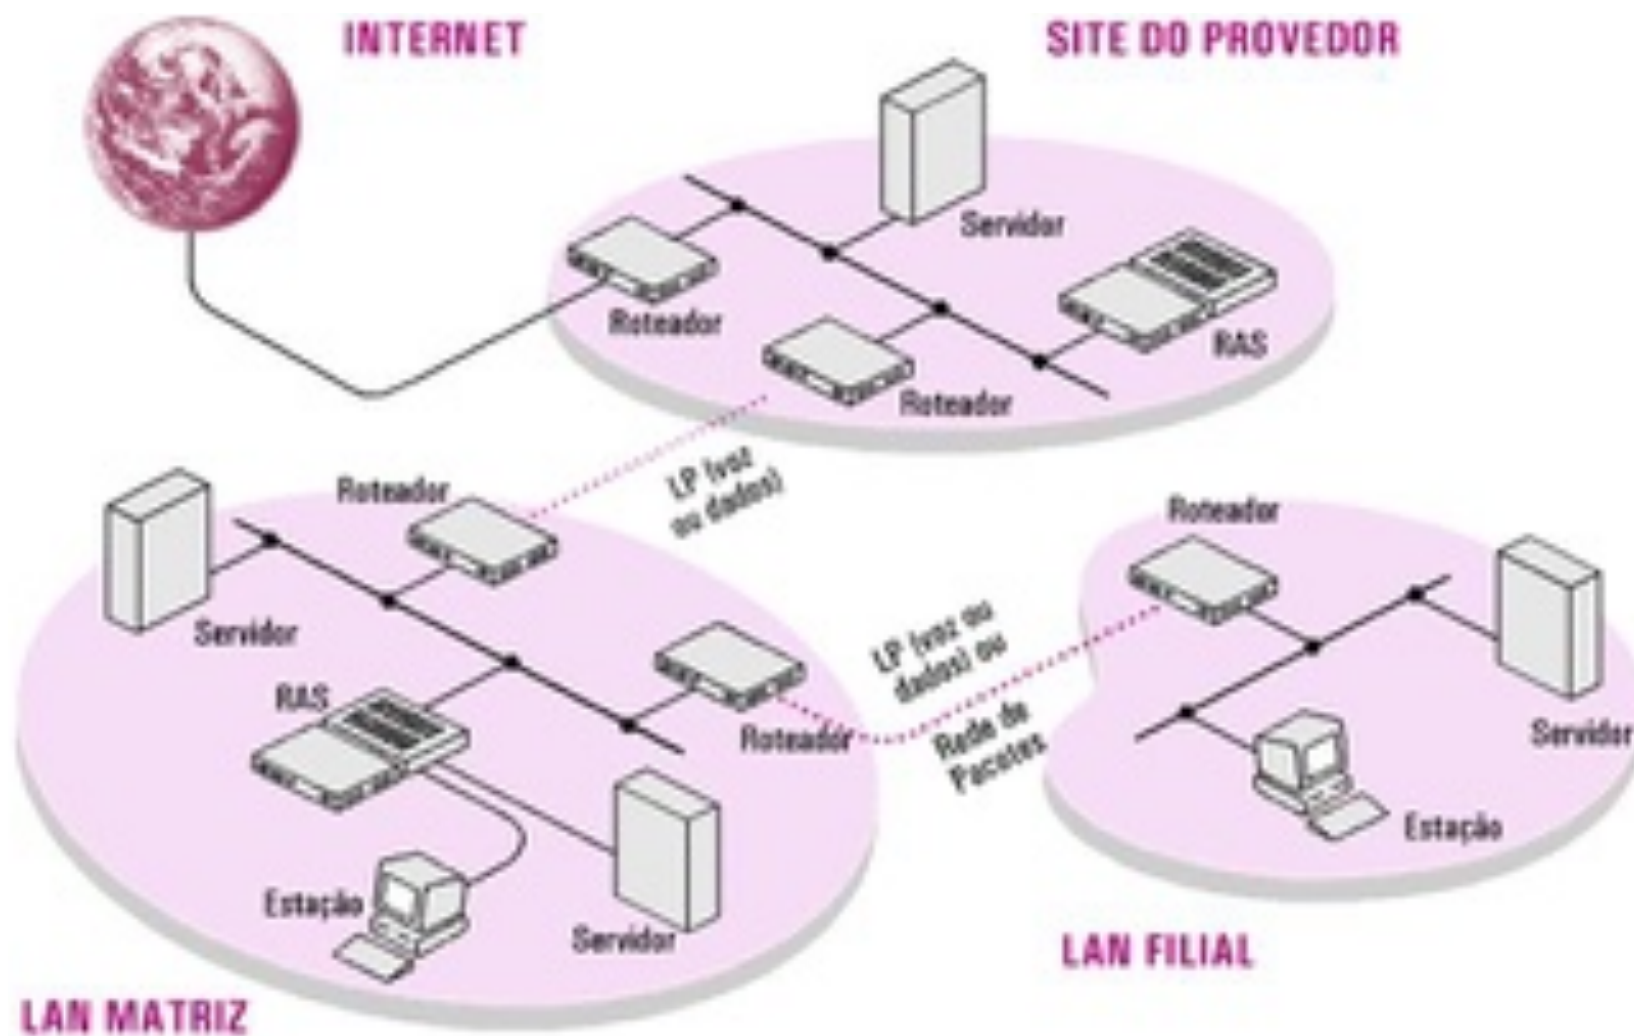 INTERNET
SITE DO PROVEDOR
Servidor
Roteador
RAS
Roteador
LP (voz
ou dados)
Roteador
Servidor
RAS
Roteador
Estação
Servidor
LAN MATRIZ
LP (voz ou
dados) ou
Rede de
Pacotes
Roteador
Servidor
Estação
LAN FILIAL